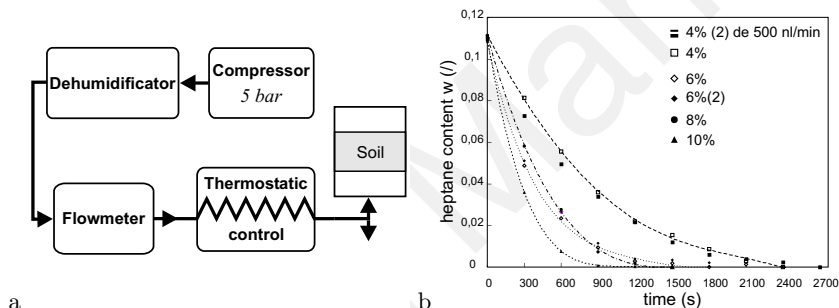 Dehumidificator
Compressor
5 bar
Soil
Flowmeter
Thermostatic
control
a
b
heptane content w (/)
0,12
0,1
0,08
0,06
0,04
0,02
0
4% (2) de 500 nl/min
4%
6%
6%(2)
8%
10%
0 300 600 900 1200 1500 1800 2100 2400 2700
time (s)